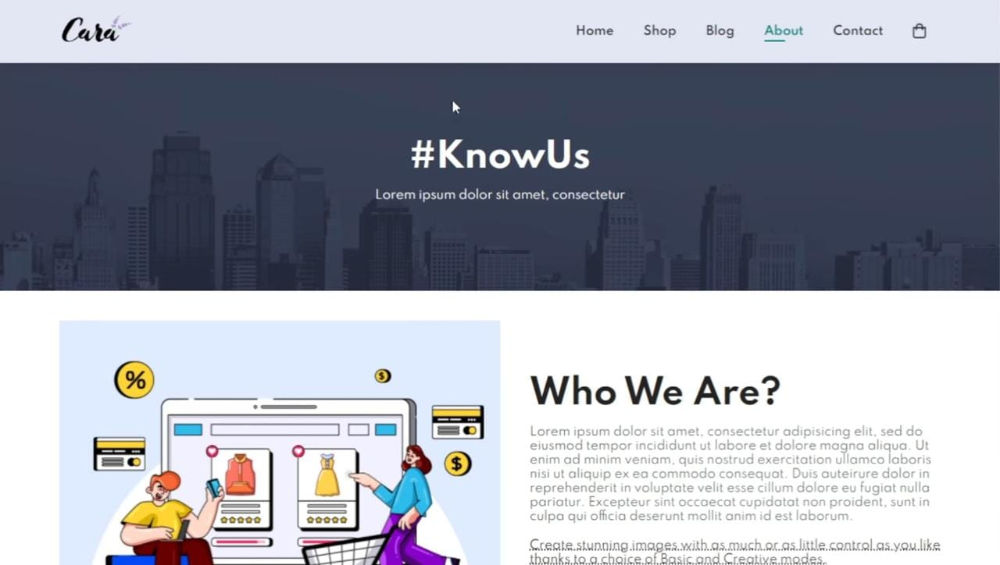 Cara
Home Shop Blog About Contact
#KnowUs
Lorem ipsum dolor sit amet, consectetur
%
$
$
Who We Are?
Lorem ipsum dolor sit amet, consectetur adipisicing elit, sed do
eiusmod tempor incididunt ut labore et dolore magna aliqua. Ut
enim ad minim veniam, quis nostrud exercitation ullamco laboris
nisi ut aliquip ex ea commodo consequat. Duis auteirure dolor in
reprehenderit in voluptate velit esse cillum dolore eu fugiat nulla
pariatur. Excepteur sint occaecat cupidatat non proident, sunt in
culpa qui officia deserunt mollit anim id est laborum.
Create stunning images with as much or as little control as you like
thanks to a choice of Basic and Creative modes.